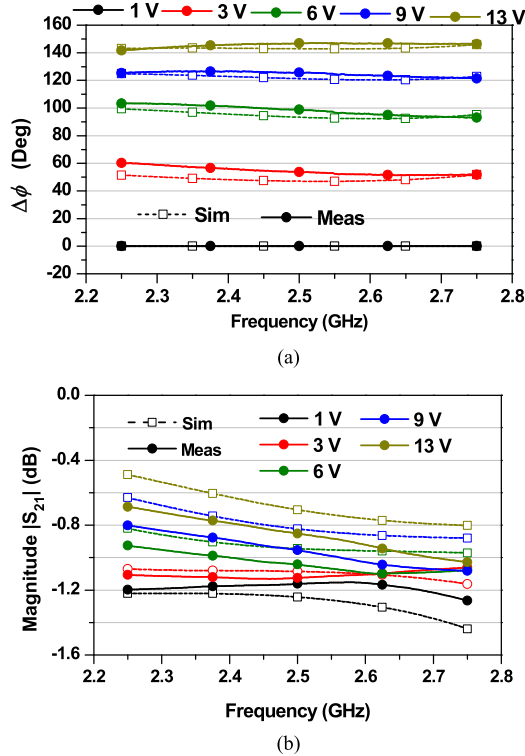 1 V 3 V 6 V 9 V 13 V
160
140
120
100
80
60
40
20
0
-20
Δϕ (Deg)
Sim Meas
2.2 2.3 2.4 2.5 2.6 2.7 2.8
Frequency (GHz)
(a)
0.0
-0.4
-0.8
-1.2
-1.6
Magnitude |S21| (dB)
Sim 1 V 9 V
Meas 3 V 13 V
6 V
2.2 2.3 2.4 2.5 2.6 2.7 2.8
Frequency (GHz)
(b)